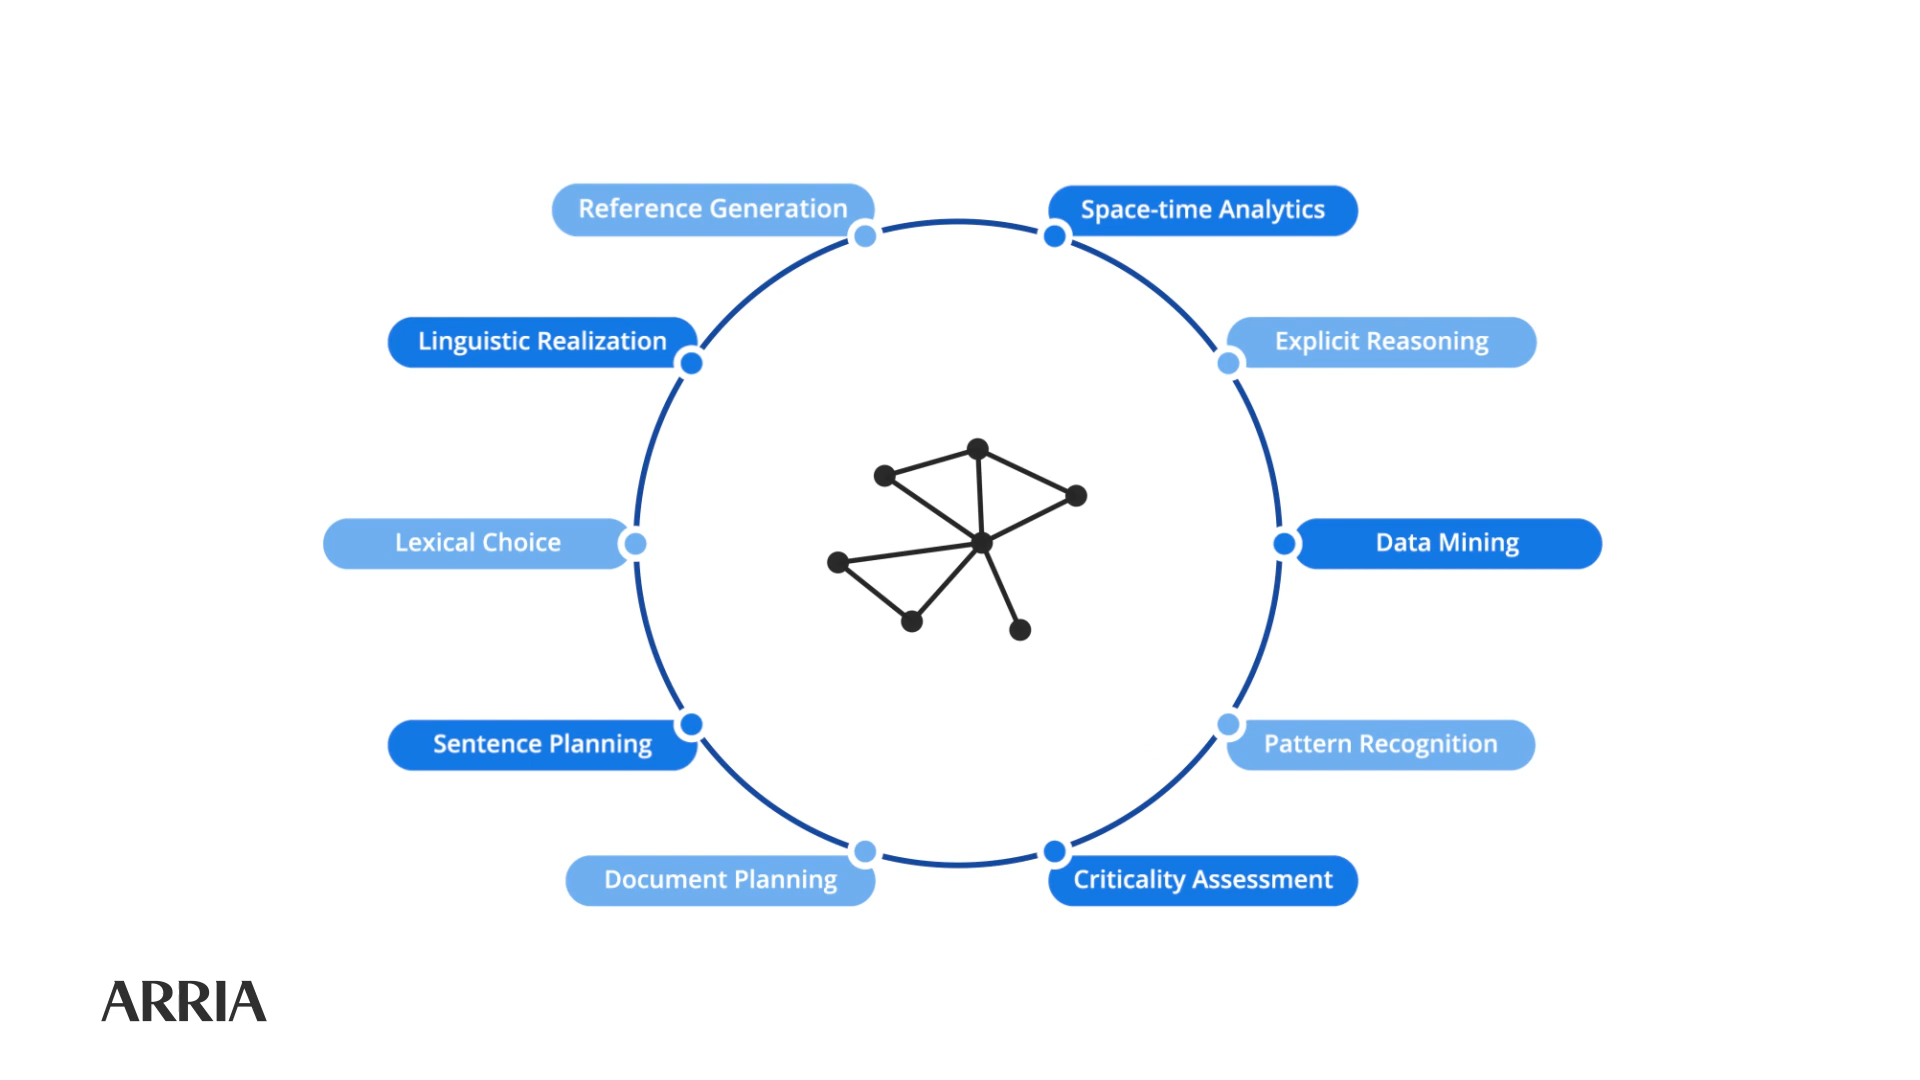 Reference Generation
Space-time Analytics
Linguistic Realization
Explicit Reasoning
Lexical Choice
Data Mining
Sentence Planning
Pattern Recognition
Document Planning
Criticality Assessment
ARRIA